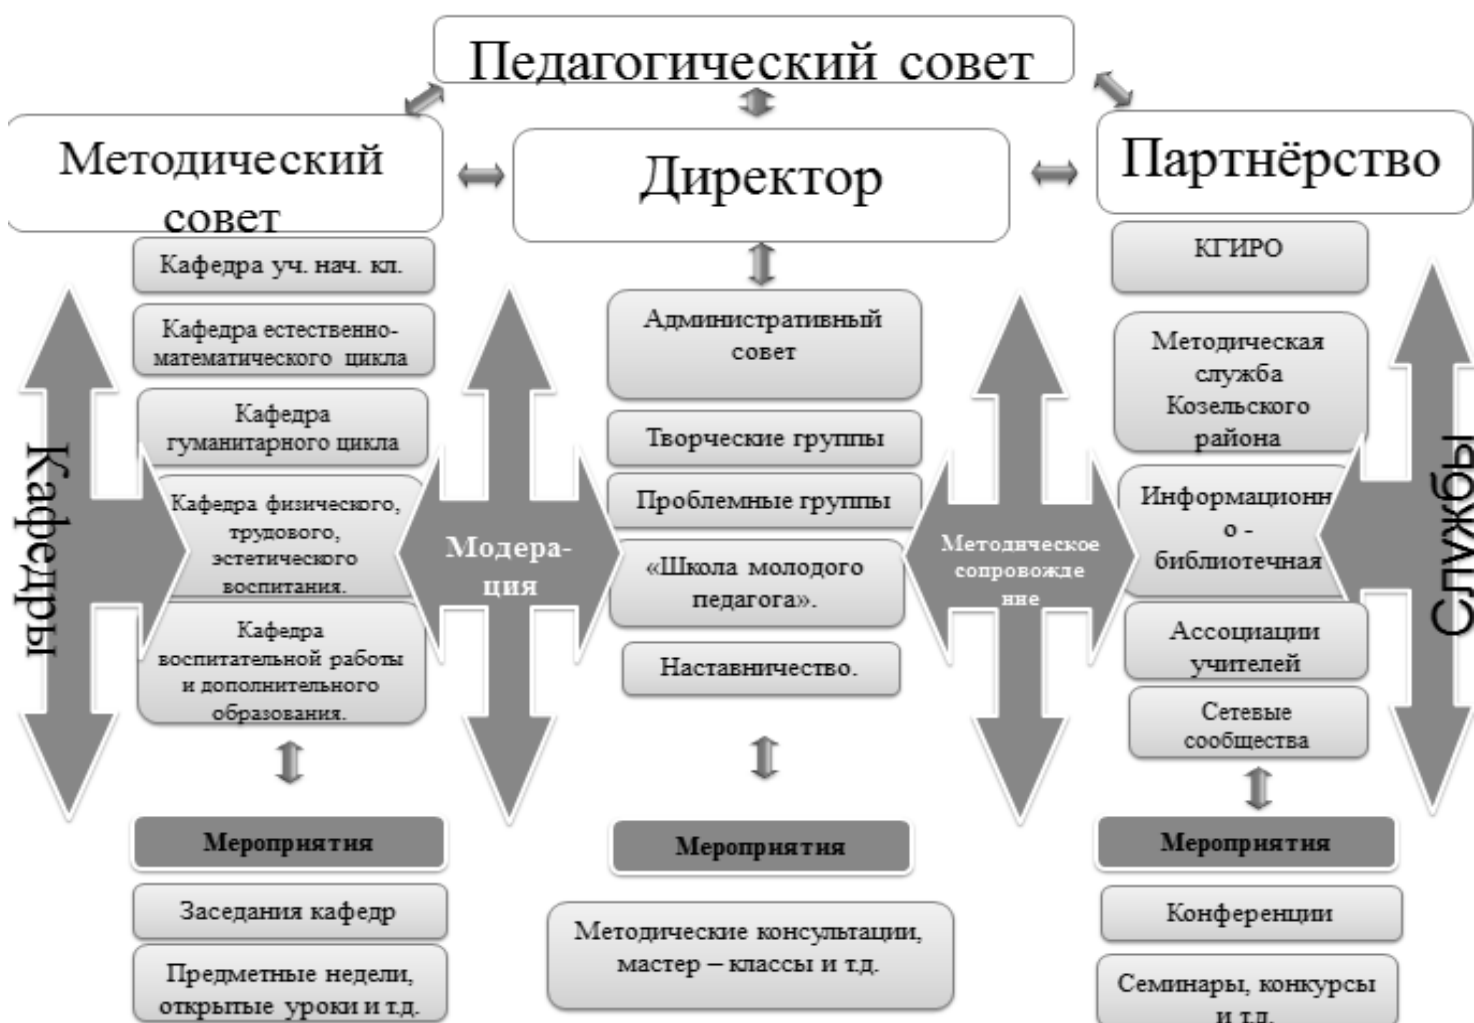 Педагогический совет
Методический
совет
Директор
Партнёрство
Кафедры
Кафедра уч. нач. кл.
Кафедра естественно-
математического цикла
Кафедра
гуманитарного цикла
Кафедра физического,
трудового,
эстетического
воспитания.
Кафедра
воспитательной работы
и дополнительного
образования.
Мероприятия
Заседания кафедр
Предметные недели,
открытые уроки и т.д.
Модера-
ция
Административный
совет
Творческие группы
Проблемные группы
«Школа молодого
педагога».
Наставничество.
Мероприятия
Методические консультации,
мастер – классы и т.д.
Методическое
сопровожде
ние
КГИРО
Методическая
служба
Козельского
района
Информационн
о -
библиотечная
Ассоциации
учителей
Сетевые
сообщества
Мероприятия
Конференции
Семинары, конкурсы
и т.д.
Службы